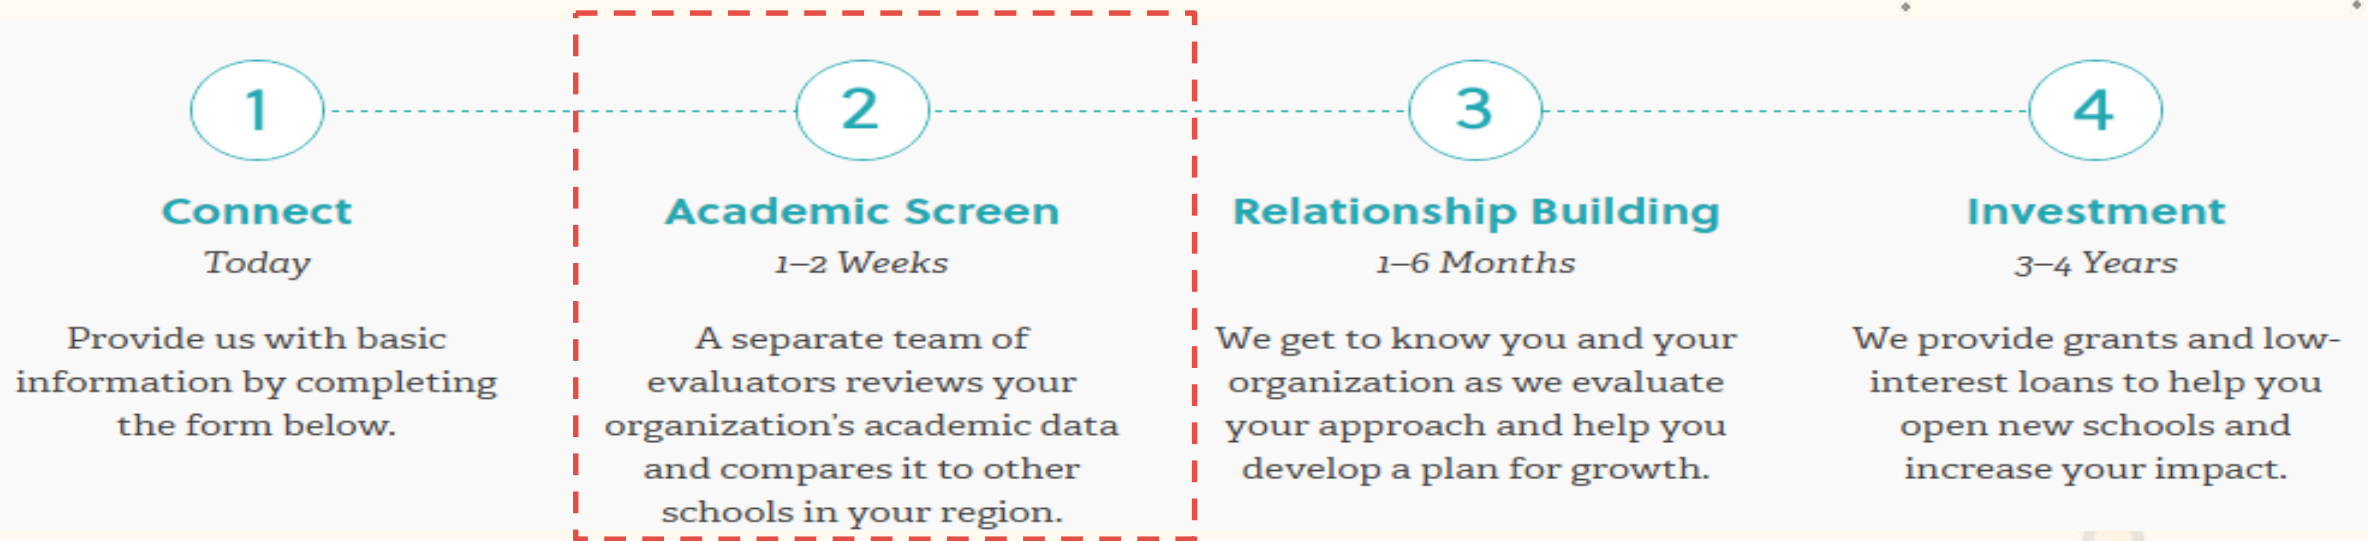 1
Connect
Today
Provide us with basic
information by completing
the form below.
2
Academic Screen
1–2 Weeks
A separate team of
evaluators reviews your
organization's academic data
and compares it to other
schools in your region.
3
Relationship Building
1–6 Months
We get to know you and your
organization as we evaluate
your approach and help you
develop a plan for growth.
4
Investment
3–4 Years
We provide grants and low-
interest loans to help you
open new schools and
increase your impact.